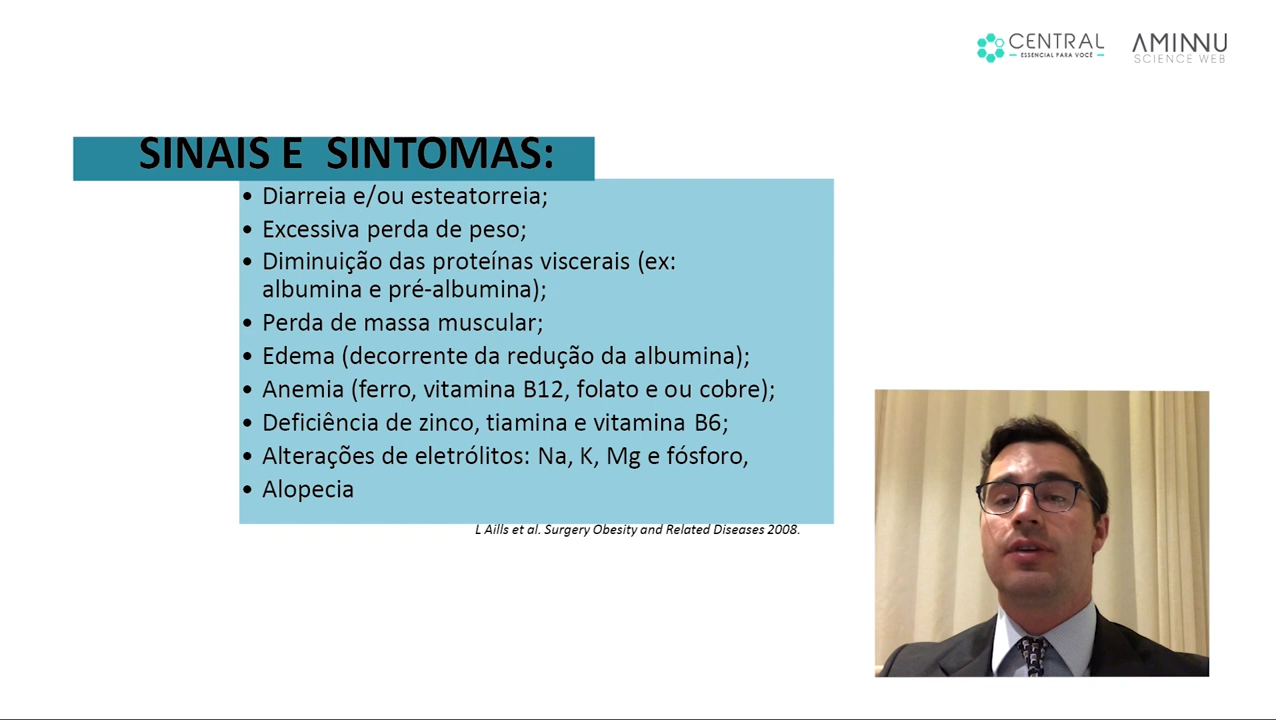 CENTRAL
ESSENCIAL PARA VOCÊ
AMINNU
SCIENCE WEB
SINAIS E SINTOMAS:
• Diarreia e/ou esteatorreia;
• Excessiva perda de peso;
• Diminuição das proteínas viscerais (ex:
albumina e pré-albumina);
• Perda de massa muscular;
• Edema (decorrente da redução da albumina);
• Anemia (ferro, vitamina B12, folato e ou cobre);
• Deficiência de zinco, tiamina e vitamina B6;
• Alterações de eletrólitos: Na, K, Mg e fósforo,
• Alopecia
L Aills et al. Surgery Obesity and Related Diseases 2008.